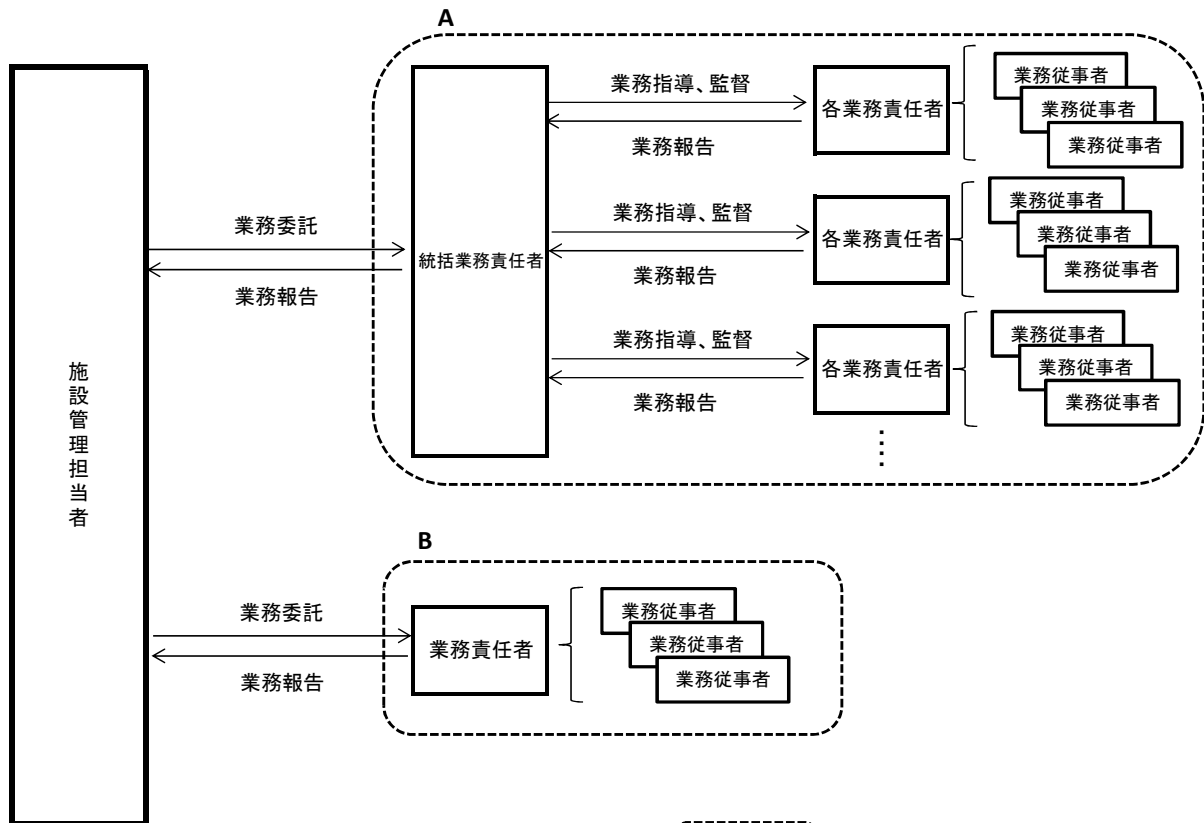 A
施設管理担当者
業務委託
業務報告
統括業務責任者
業務指導、監督
業務報告
各業務責任者
業務従事者
業務従事者
業務従事者
業務指導、監督
業務報告
各業務責任者
業務従事者
業務従事者
業務従事者
業務指導、監督
業務報告
各業務責任者
業務従事者
業務従事者
業務従事者
B
業務委託
業務報告
業務責任者
業務従事者
業務従事者
業務従事者